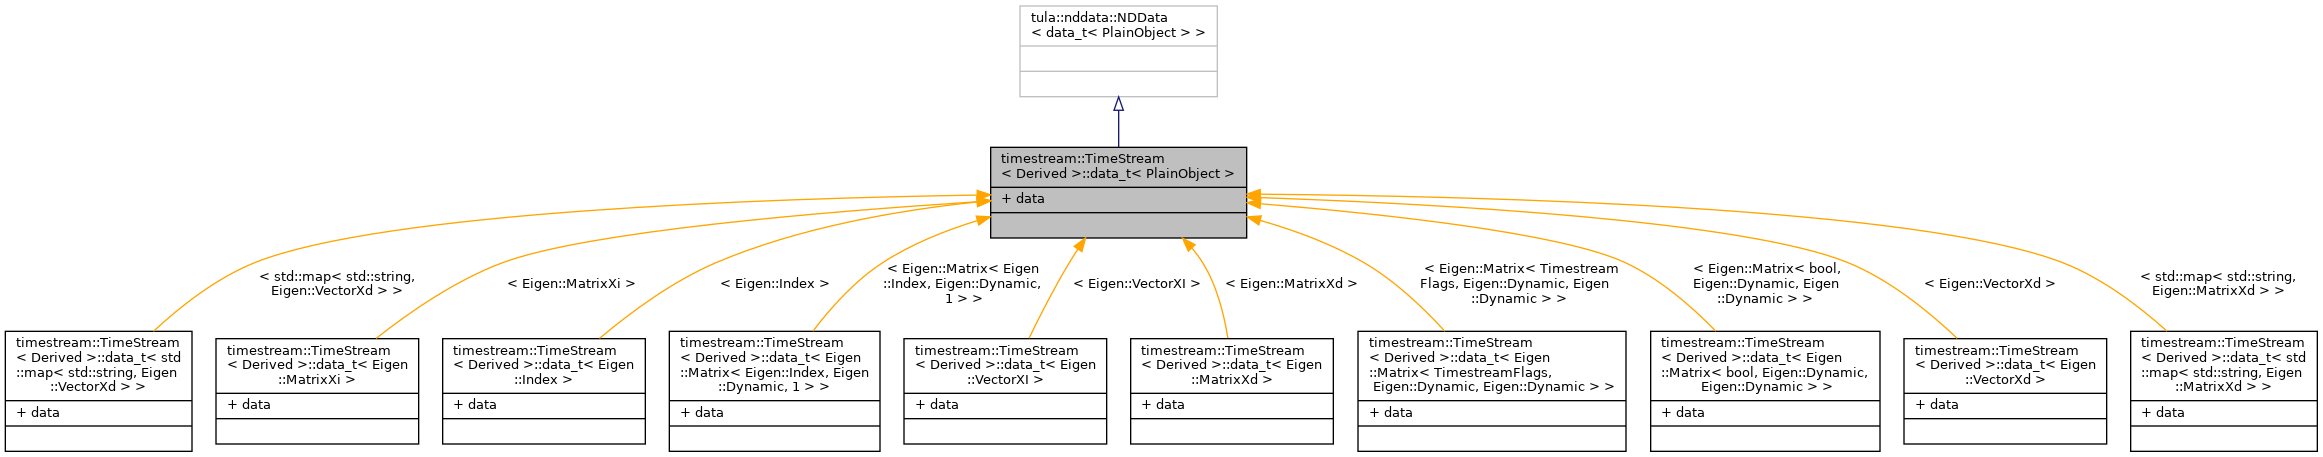 tula::nddata::NDData
< data_t< PlainObject > >
timestream::TimeStream
< Derived >::data_t< PlainObject >
+ data
< std::map< std::string,
Eigen::VectorXd > >
< Eigen::MatrixXi >
< Eigen::Index >
< Eigen::Matrix< Eigen
::Index, Eigen::Dynamic,
1 > >
< Eigen::VectorXI >
< Eigen::MatrixXd >
< Eigen::Matrix< Timestream
Flags, Eigen::Dynamic, Eigen
::Dynamic > >
< Eigen::Matrix< bool,
Eigen::Dynamic, Eigen
::Dynamic > >
< Eigen::VectorXd >
< std::map< std::string,
Eigen::MatrixXd > >
timestream::TimeStream
< Derived >::data_t< std
::map< std::string, Eigen
::VectorXd > >
+ data
timestream::TimeStream
< Derived >::data_t< Eigen
::MatrixXi >
+ data
timestream::TimeStream
< Derived >::data_t< Eigen
::Index >
+ data
timestream::TimeStream
< Derived >::data_t< Eigen
::Matrix< Eigen::Index, Eigen
::Dynamic, 1 > >
+ data
timestream::TimeStream
< Derived >::data_t< Eigen
::VectorXI >
+ data
timestream::TimeStream
< Derived >::data_t< Eigen
::MatrixXd >
+ data
timestream::TimeStream
< Derived >::data_t< Eigen
::Matrix< TimestreamFlags,
Eigen::Dynamic, Eigen::Dynamic > >
+ data
timestream::TimeStream
< Derived >::data_t< Eigen
::Matrix< bool, Eigen::Dynamic,
Eigen::Dynamic > >
+ data
timestream::TimeStream
< Derived >::data_t< Eigen
::VectorXd >
+ data
timestream::TimeStream
< Derived >::data_t< std
::map< std::string, Eigen
::MatrixXd > >
+ data